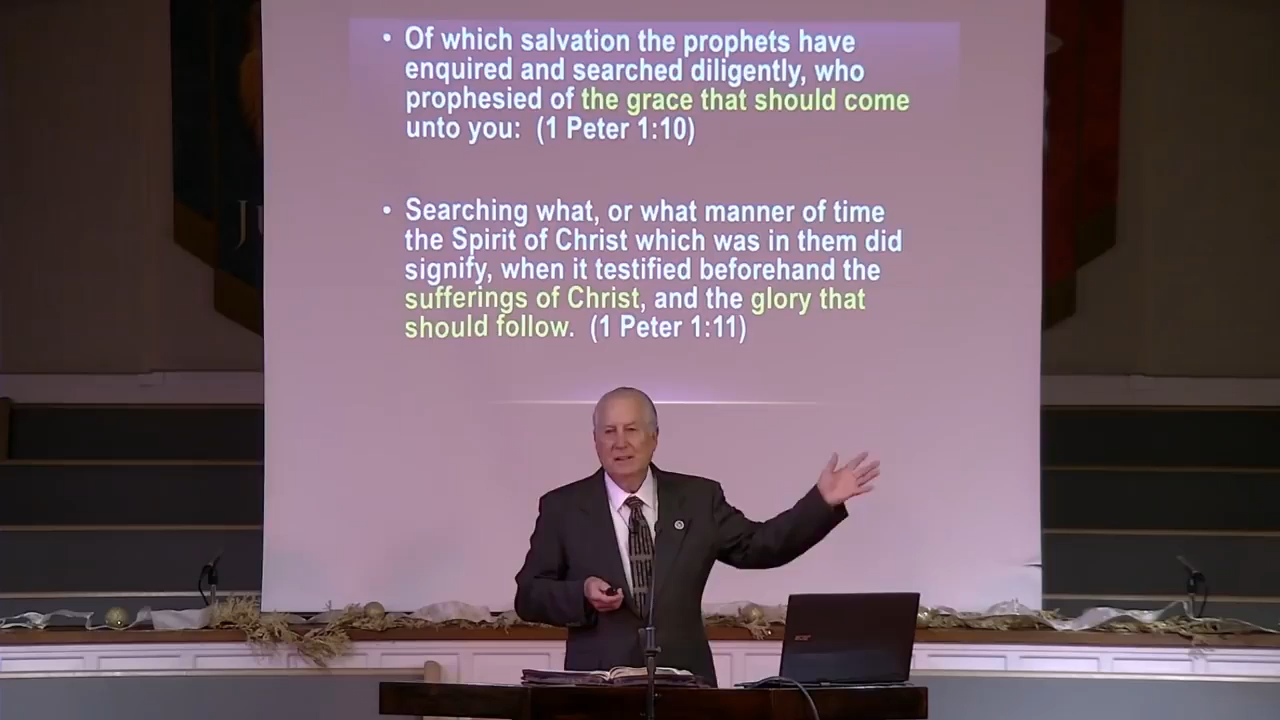 • Of which salvation the prophets have
enquired and searched diligently, who
prophesied of the grace that should come
unto you: (1 Peter 1:10)
• Searching what, or what manner of time
the Spirit of Christ which was in them did
signify, when it testified beforehand the
sufferings of Christ, and the glory that
should follow. (1 Peter 1:11)
acer